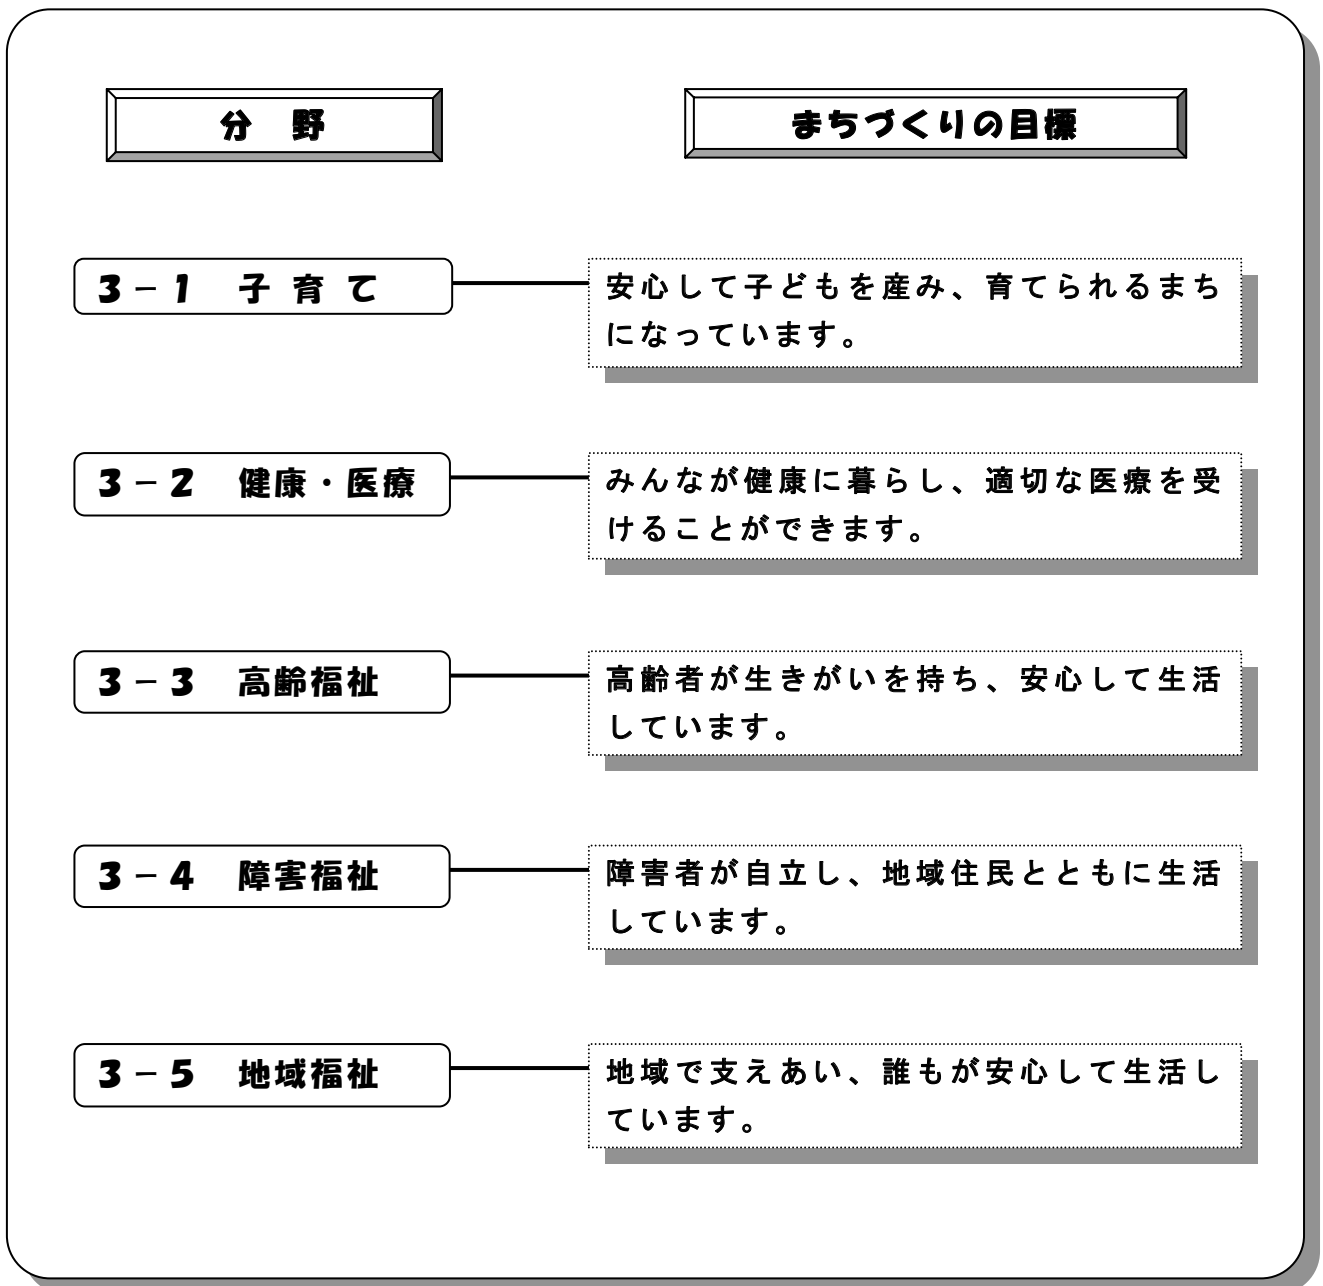 分　野
まちづくりの目標
３－１　子 育 て
安心して子どもを産み、育てられるまち
になっています。
３－２　健康・医療
みんなが健康に暮らし、適切な医療を受
けることができます。
３－３　高齢福祉
高齢者が生きがいを持ち、安心して生活
しています。
３－４　障害福祉
障害者が自立し、地域住民とともに生活
しています。
３－５　地域福祉
地域で支えあい、誰もが安心して生活し
ています。